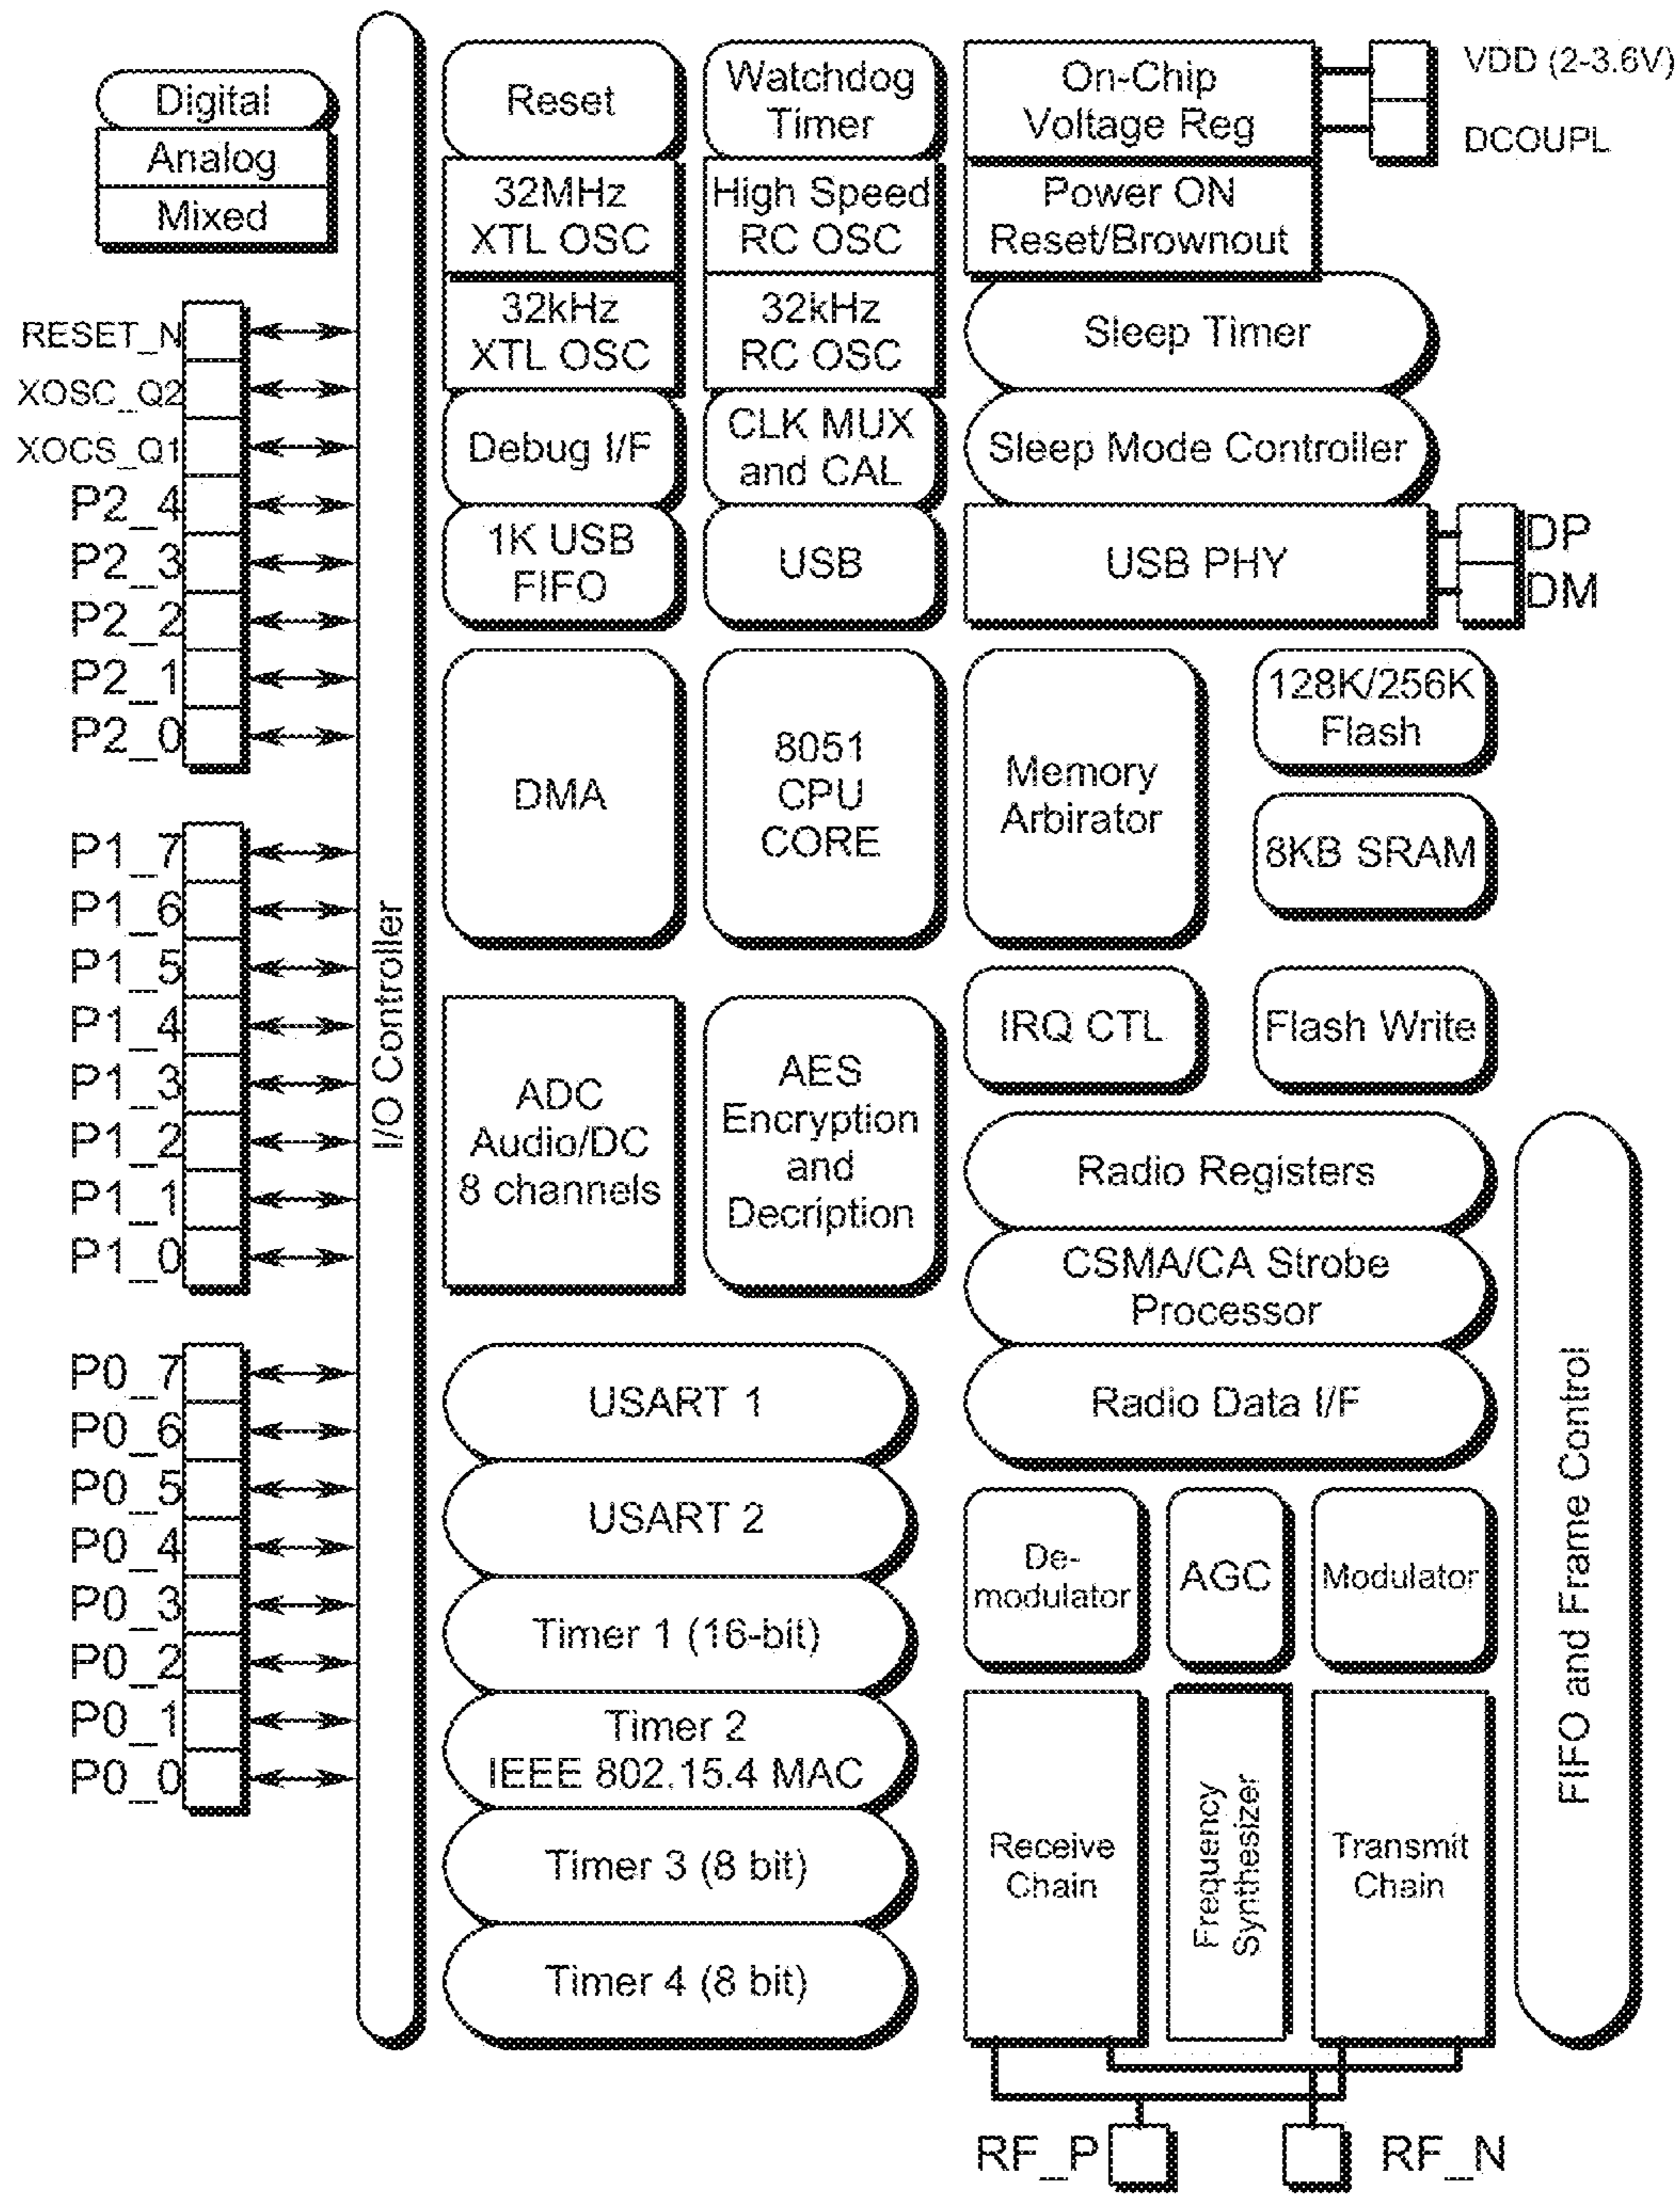 Digital
Analog
Mixed
RESET_N
XOSC_Q2
XOCS_Q1
P2_4
P2_3
P2_2
P2_1
P2_0
P1_7
P1_6
P1_5
P1_4
P1_3
P1_2
P1_1
P1_0
P0_7
P0_6
P0_5
P0_4
P0_3
P0_2
P0_1
P0_0
I/O Controller
Reset
Watchdog
Timer
On-Chip
Voltage Reg
VDD (2-3.6V)
DCOUPL
32MHz
XTL OSC
High Speed
RC OSC
Power ON
Reset/Brownout
32kHz
XTL OSC
32kHz
RC OSC
Sleep Timer
Debug I/F
CLK MUX
and CAL
Sleep Mode Controller
1K USB
FIFO
USB
USB PHY
DP
DM
DMA
8051
CPU
CORE
Memory
Arbirator
128K/256K
Flash
8KB SRAM
IRQ CTL
Flash Write
ADC
Audio/DC
8 channels
AES
Encryption
and
Decription
Radio Registers
CSMA/CA Strobe
Processor
Radio Data I/F
USART 1
USART 2
Timer 1 (16-bit)
Timer 2
IEEE 802.15.4 MAC
Timer 3 (8 bit)
Timer 4 (8 bit)
De-
modulator
AGC
Modulator
Receive
Chain
Frequency
Synthesizer
Transmit
Chain
FIFO and Frame Control
RF_P
RF_N